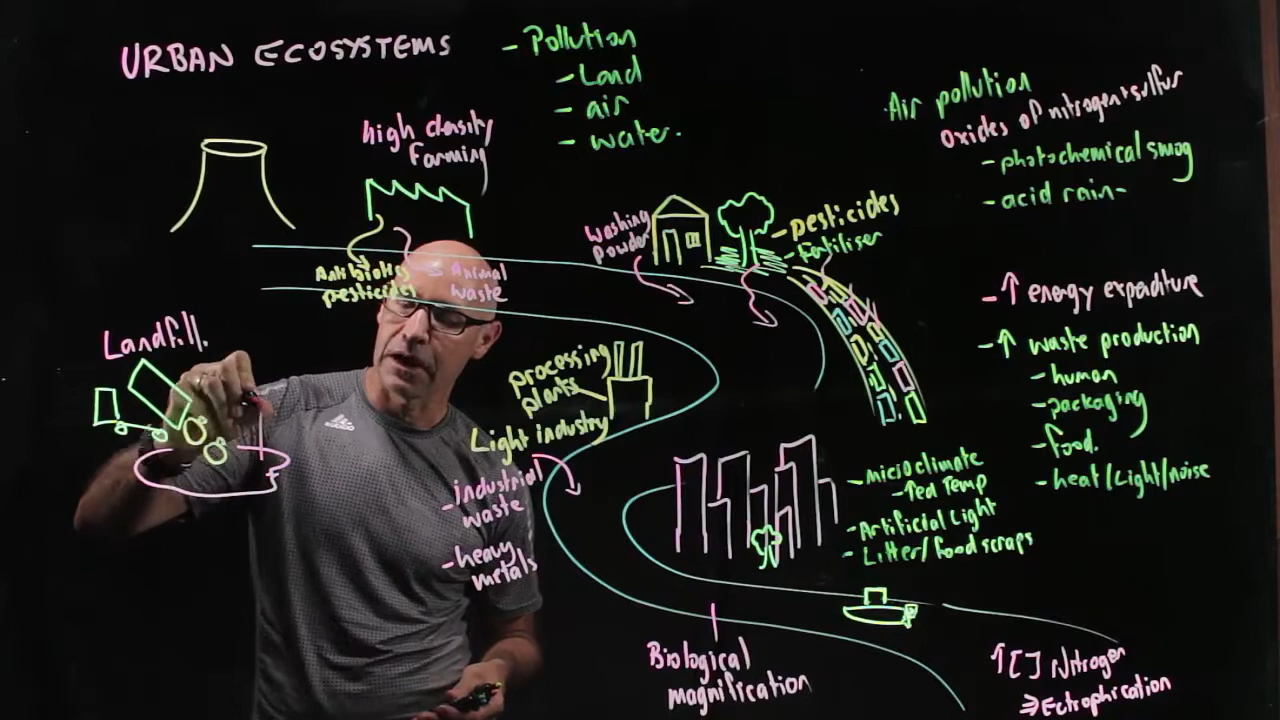 URBAN ECOSYSTEMS
- Pollution
- Land
- air
- water.
Air pollution
oxides of nitrogen + sulfur
- photochemical smog
- acid rain -
high density
farming
Antibiotics
pesticides
Animal
waste
washing
powder
- pesticides
- fertiliser
- ↑ energy expenditure
- ↑ waste production
- human
- packaging
- food.
- heat/Light/noise
Landfill.
adidas
processing
plants
Light industry
- industrial
waste
- heavy
metals
- microclimate
- ↑ed Temp
- Artificial Light
- Litter/food scraps
Biological
magnification
↑[ ] Nitrogen
⇒ Ectrophication